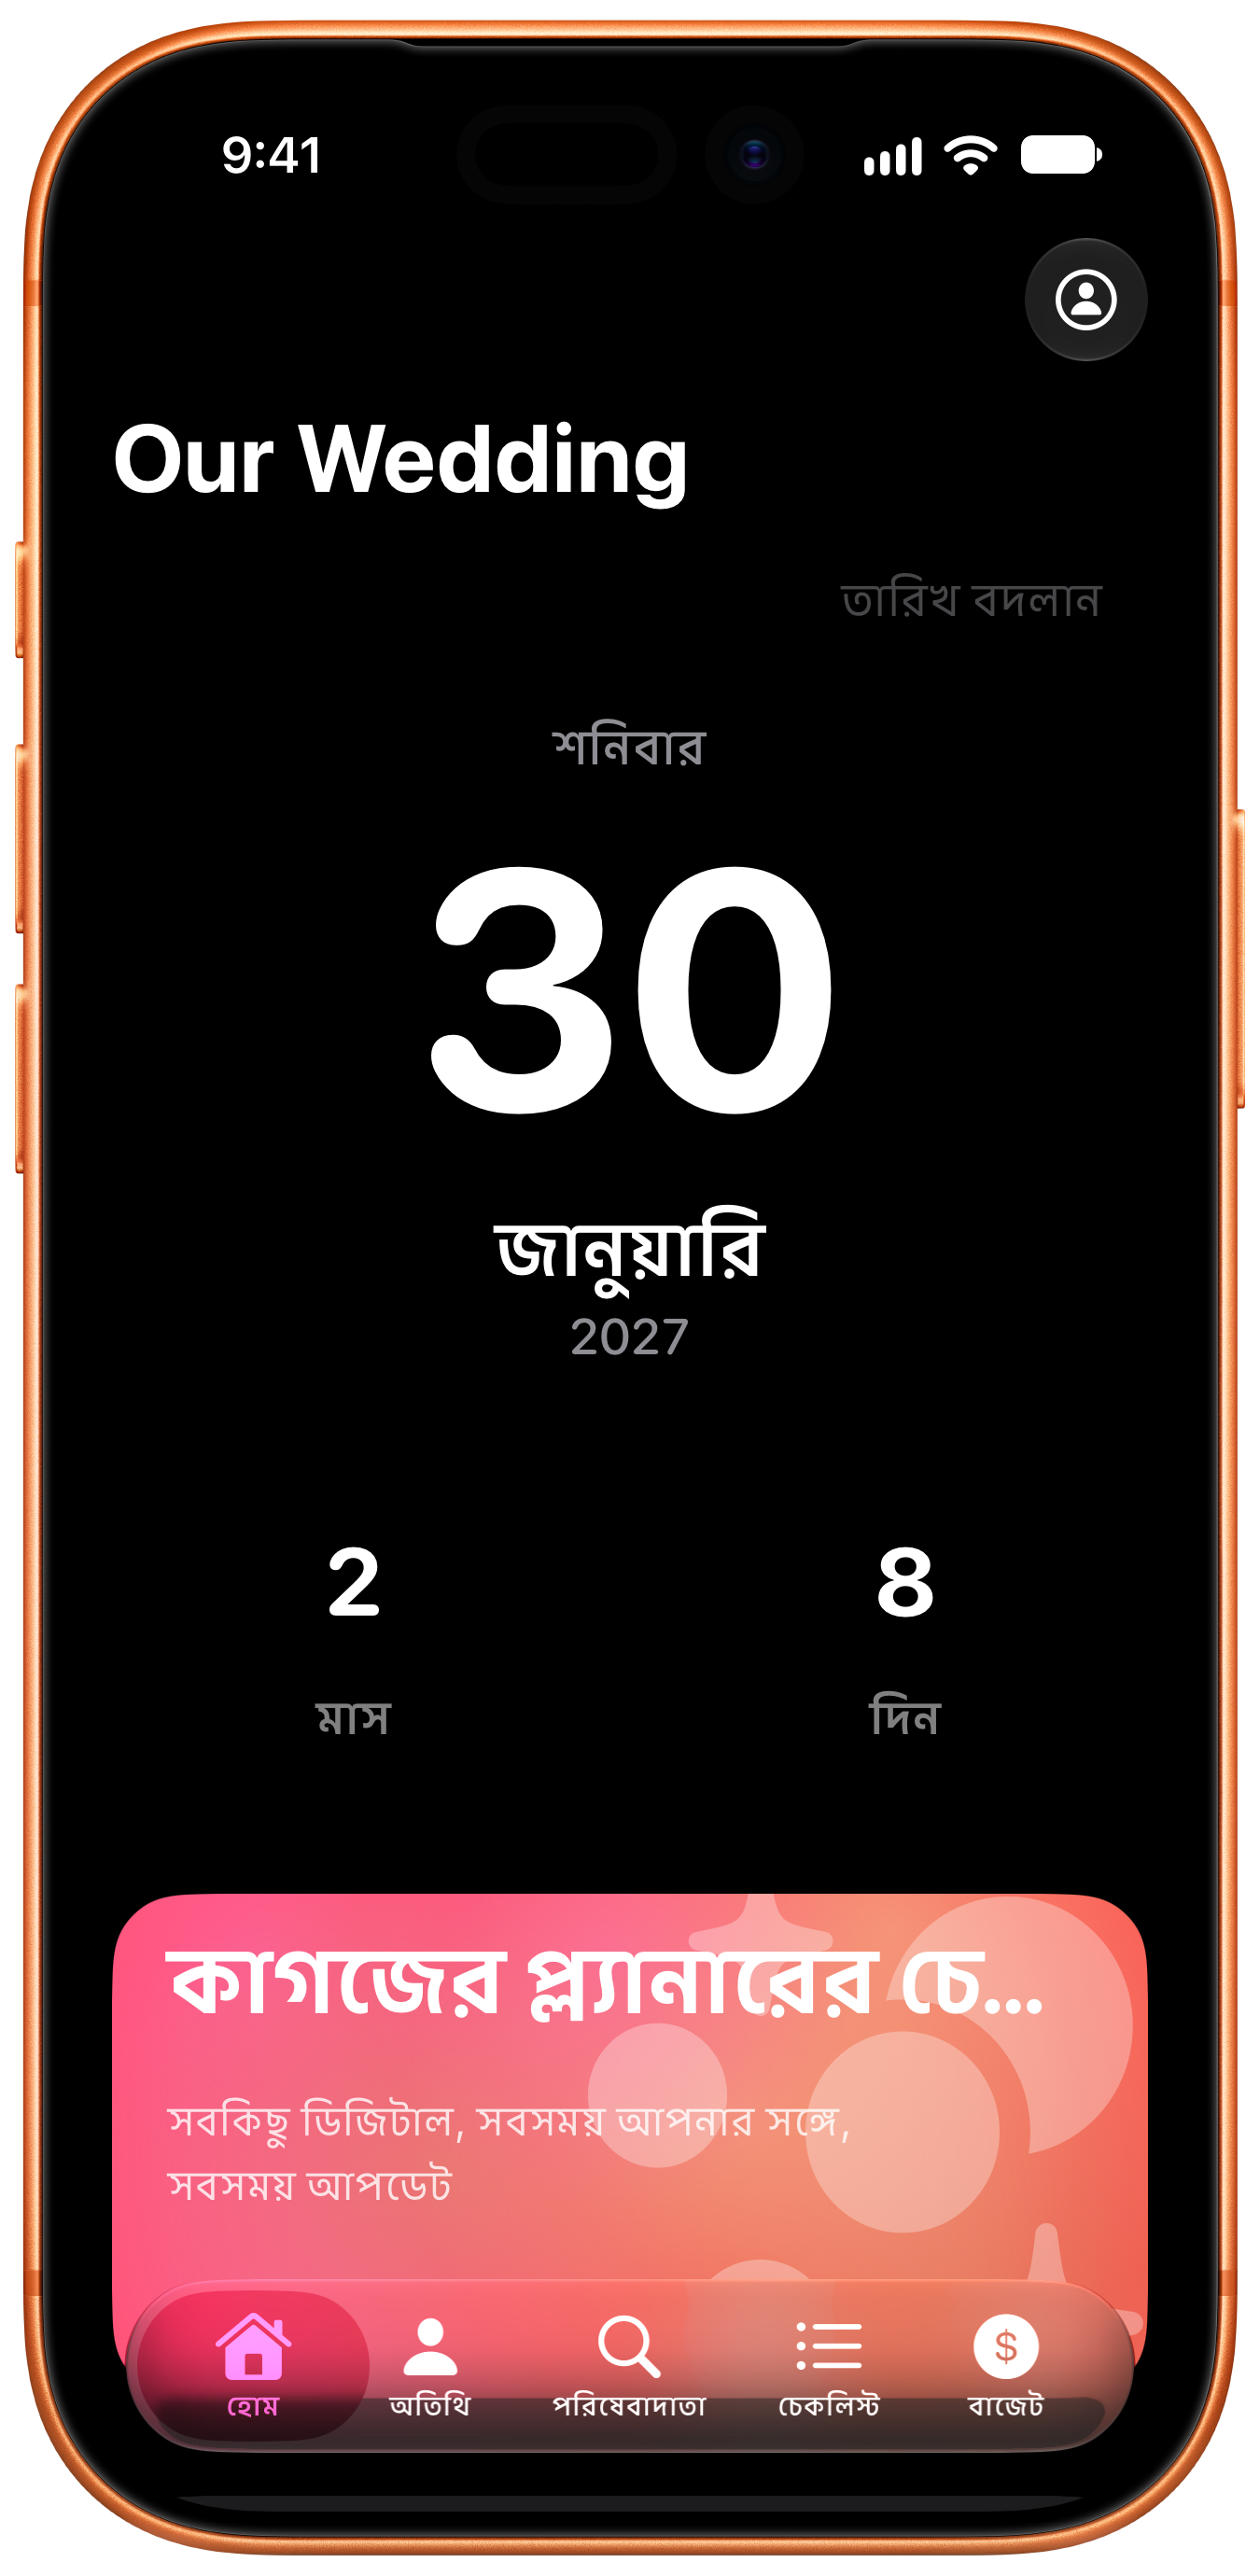 9:41
Our Wedding
তারিখ বদলান
শনিবার
30
জানুয়ারি
2027
2
8
মাস
দিন
কাগজের প্ল্যানারের চে...
সবকিছু ডিজিটাল, সবসময় আপনার সঙ্গে,
সবসময় আপডেট
হোম
অতিথি
পরিষেবাদাতা
চেকলিস্ট
বাজেট